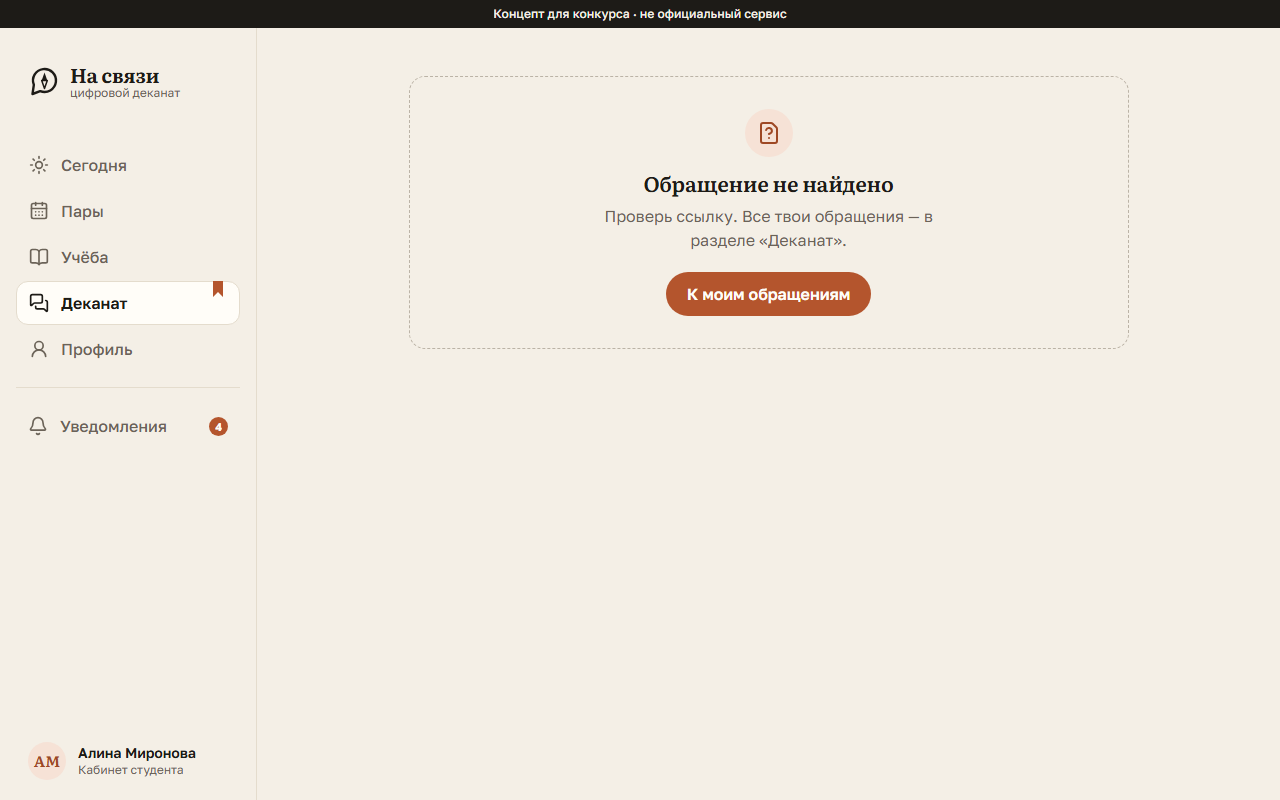 Концепт для конкурса · не официальный сервис
На связи
цифровой деканат
Сегодня
Пары
Учёба
Деканат
Профиль
Уведомления 4
Обращение не найдено
Проверь ссылку. Все твои обращения — в
разделе «Деканат».
К моим обращениям
АМ
Алина Миронова
Кабинет студента